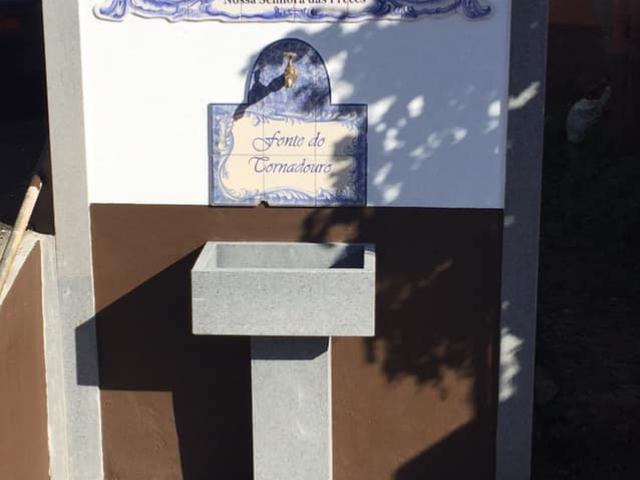 Nossa Senhora das Preces
Fonte do
Tornadouro